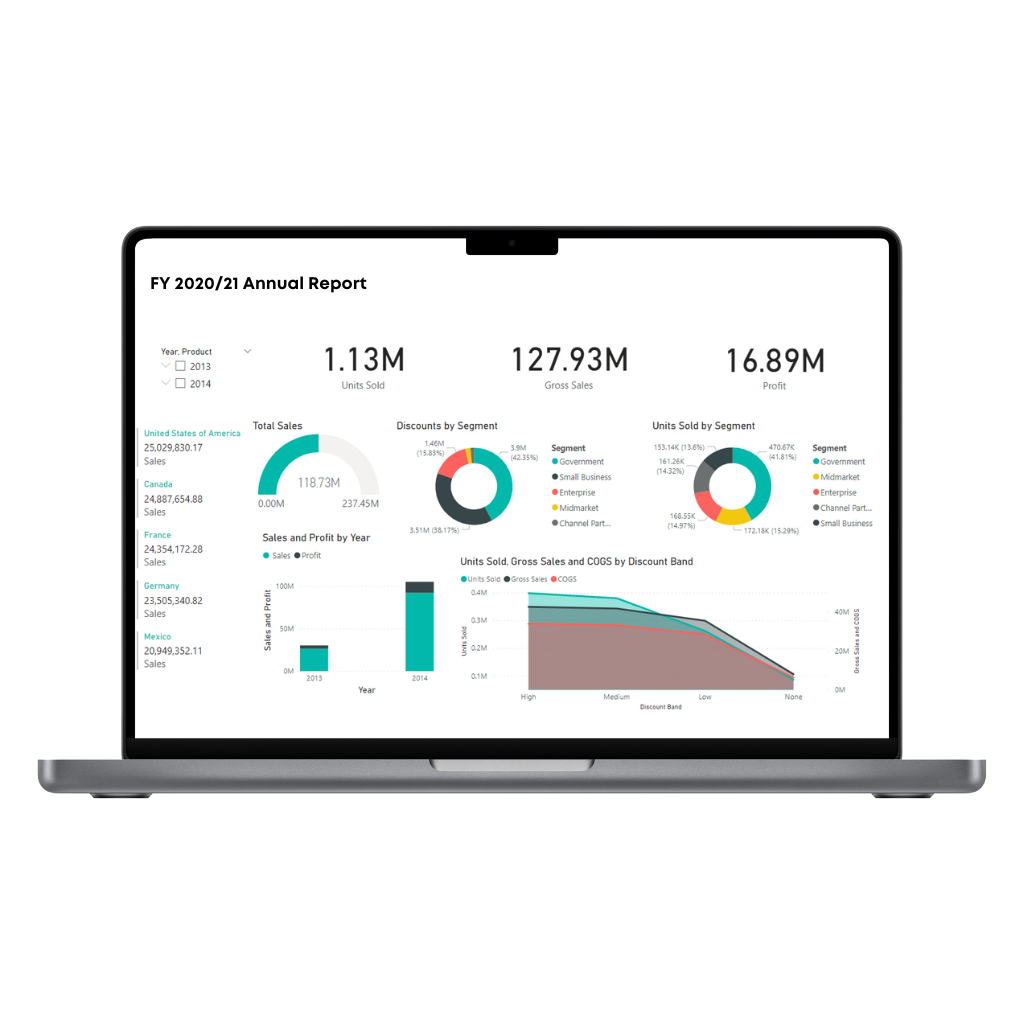 FY 2020/21 Annual Report
Year, Product
2013
2014
1.13M
Units Sold
127.93M
Gross Sales
16.89M
Profit
United States of America
25,029,830.17
Sales
Canada
24,887,654.88
Sales
France
24,354,172.28
Sales
Germany
23,505,340.82
Sales
Mexico
20,949,352.11
Sales
Total Sales
118.73M
0.00M
237.45M
Discounts by Segment
1.46M
(15.83%)
3.9M
(42.35%)
3.51M (38.17%)
Segment
Government
Small Business
Enterprise
Midmarket
Channel Part...
Units Sold by Segment
153.14K (13.6%)
161.26K
(14.32%)
168.55K
(14.97%)
470.67K
(41.81%)
172.18K (15.29%)
Segment
Government
Midmarket
Enterprise
Channel Part...
Small Business
Sales and Profit by Year
Sales Profit
Sales and Profit
100M
50M
0M
2013
2014
Year
Units Sold, Gross Sales and COGS by Discount Band
Units Sold Gross Sales COGS
Units Sold
0.4M
0.3M
0.2M
0.1M
High
Medium
Low
None
Discount Band
40M
20M
0M
Gross Sales and COGS